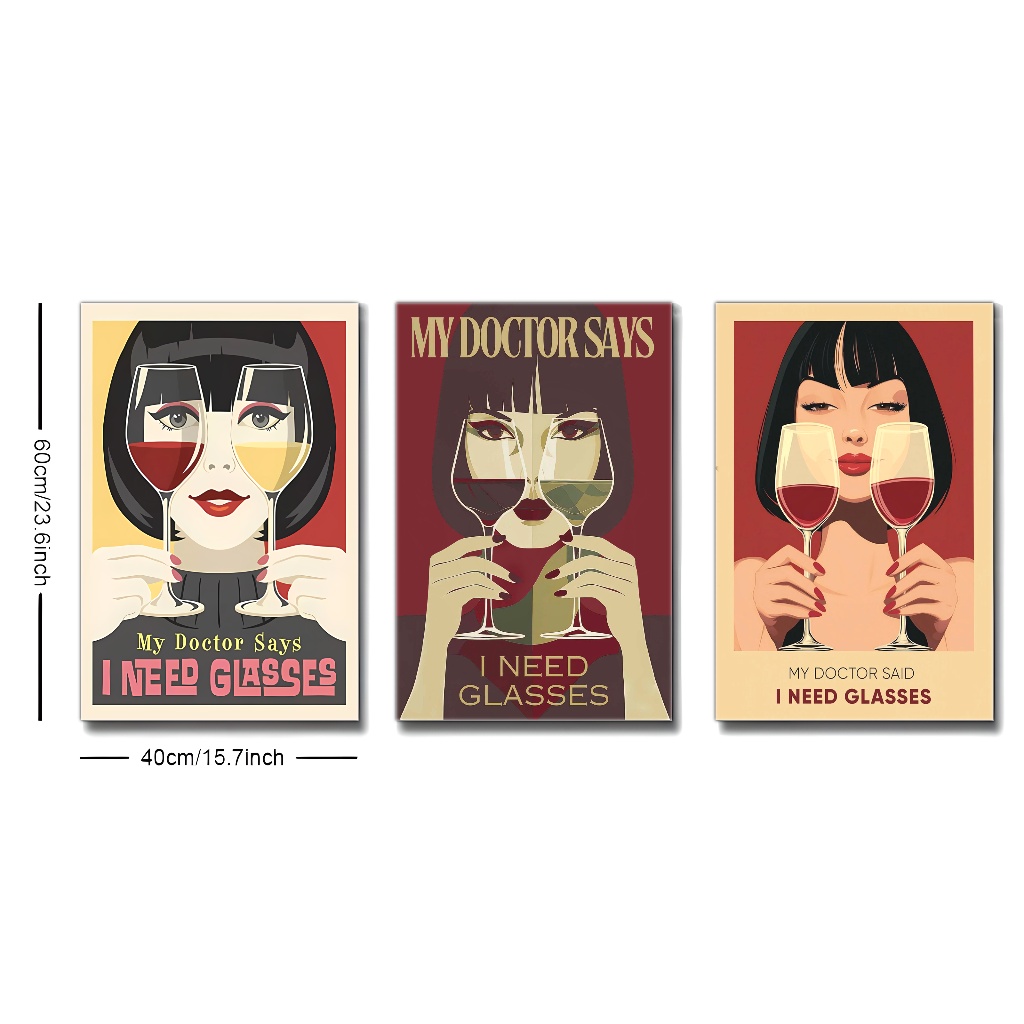 60cm/23.6inch
My Doctor Says
I NEED GLASSES
MY DOCTOR SAYS
I NEED
GLASSES
MY DOCTOR SAID
I NEED GLASSES
40cm/15.7inch